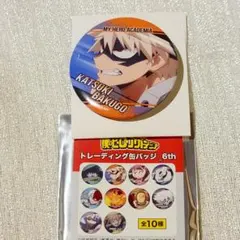 MY HERO ACADEMIA
KATSUKI
BAKUGO
僕のヒーローアカデミア
トレーディング缶バッジ 6th
全10種